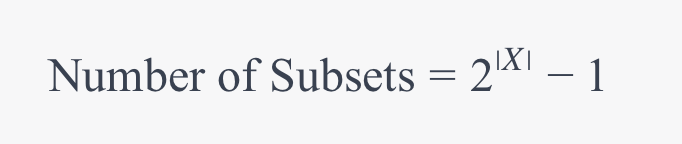 Number of Subsets = 2^{|X|} − 1